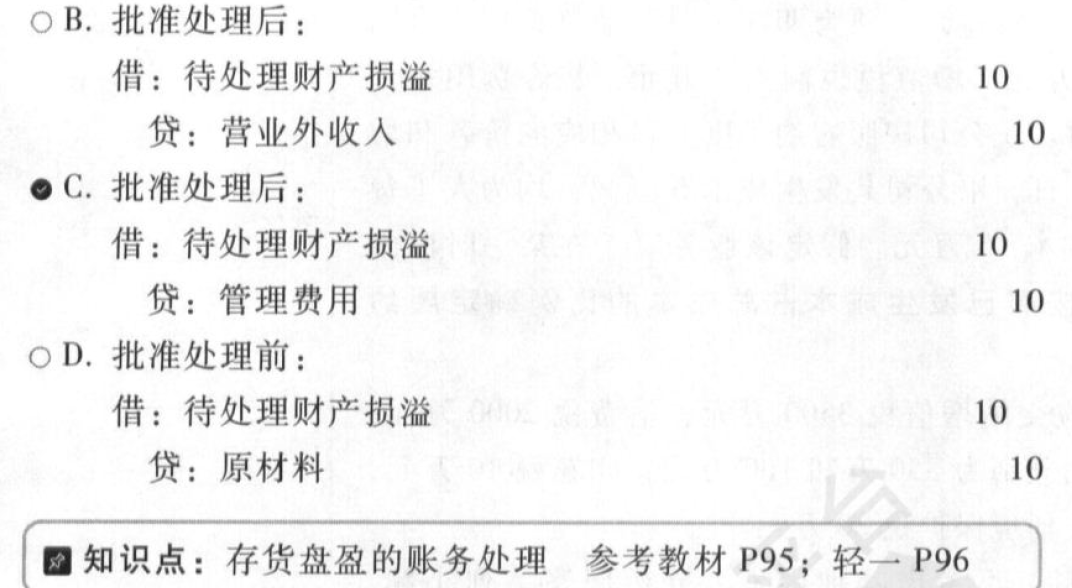 B. 批准处理后：
借：待处理财产损溢 10
贷：营业外收入 10
C. 批准处理后：
借：待处理财产损溢 10
贷：管理费用 10
D. 批准处理前：
借：待处理财产损溢 10
贷：原材料 10
知识点：存货盘盈的账务处理 参考教材 P95；轻一 P96